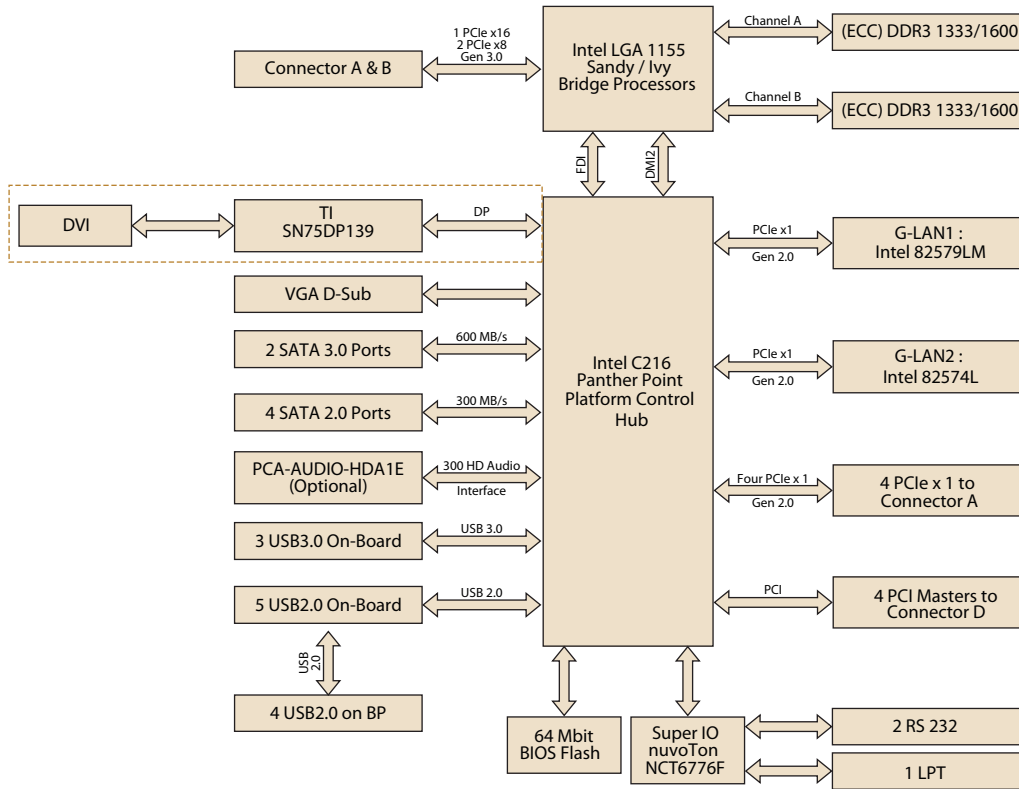 1 PCIe x16
2 PCIe x8
Gen 3.0
Connector A & B
Intel LGA 1155
Sandy / Ivy
Bridge Processors
Channel A
(ECC) DDR3 1333/1600
Channel B
(ECC) DDR3 1333/1600
FDI
DMI2
DVI
TI
SN75DP139
DP
VGA D-Sub
2 SATA 3.0 Ports
600 MB/s
4 SATA 2.0 Ports
300 MB/s
PCA-AUDIO-HDA1E
(Optional)
300 HD Audio
Interface
3 USB3.0 On-Board
USB 3.0
5 USB2.0 On-Board
USB 2.0
USB
2.0
4 USB2.0 on BP
Intel C216
Panther Point
Platform Control
Hub
PCIe x1
Gen 2.0
G-LAN1 :
Intel 82579LM
PCIe x1
Gen 2.0
G-LAN2 :
Intel 82574L
Four PCIe x 1
Gen 2.0
4 PCIe x 1 to
Connector A
PCI
4 PCI Masters to
Connector D
64 Mbit
BIOS Flash
Super IO
nuvoTon
NCT6776F
2 RS 232
1 LPT